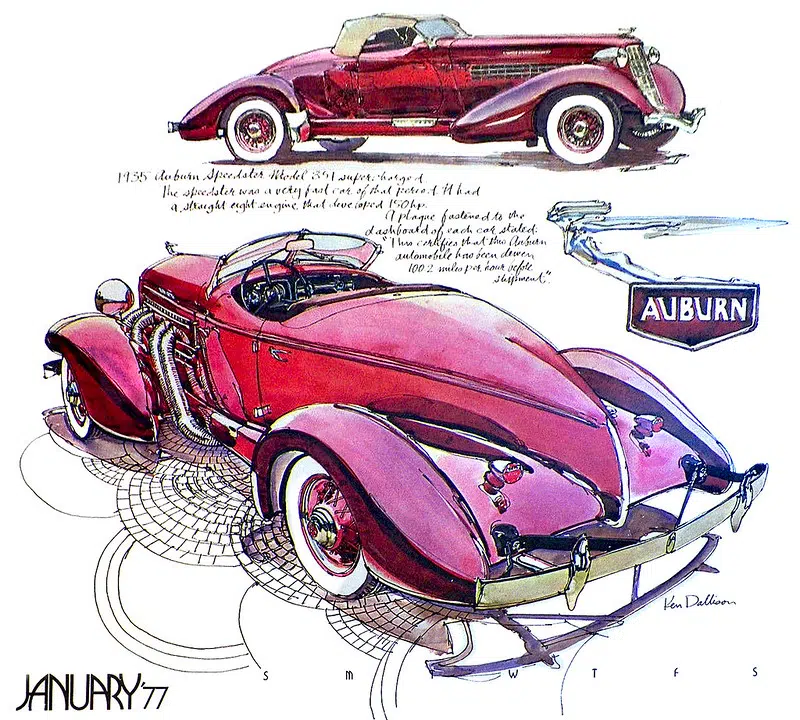 1935 Auburn Speedster Model 851 supercharged.
The speedster was a very fast car of that period. It had
a straight eight engine that developed 150 hp.
A plaque fastened to the
dashboard of each car stated:
"This certifies that this Auburn
automobile has been driven
100.2 miles per hour before
shipment".
AUBURN
Ken Dallison
S M T W T F S
JANUARY '77